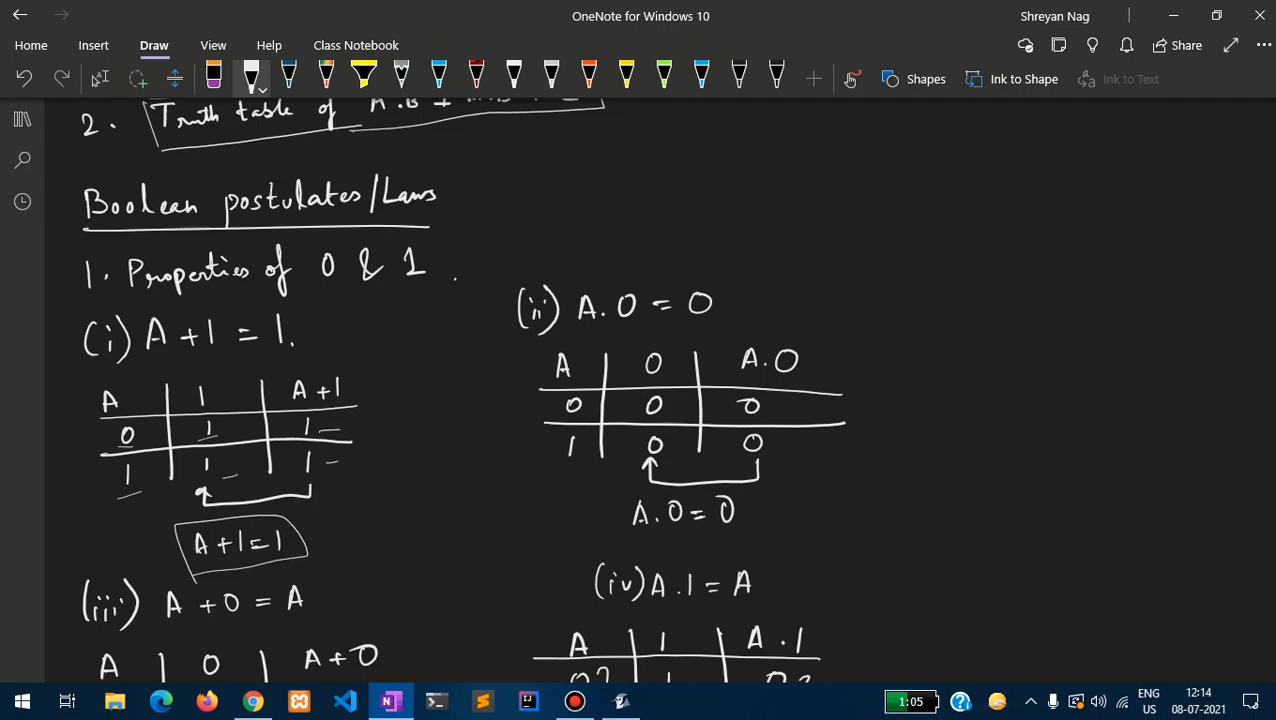 OneNote for Windows 10
Shreyan Nag
Home Insert Draw View Help Class Notebook
Share
Shapes Ink to Shape Ink to Text
2. Truth table of A.B +
Boolean postulates/Laws
1. Properties of 0 & 1.
(i) A + 1 = 1.
A | 1 | A + 1
0 | 1 | 1
1 | 1 | 1
A + 1 = 1
(ii) A.0 = 0
A | 0 | A.0
0 | 0 | 0
1 | 0 | 0
A.0 = 0
(iii) A + 0 = A
A | 0 | A + 0
(iv) A.1 = A
A | 1 | A.1
1:05
ENG
US
12:14
08-07-2021